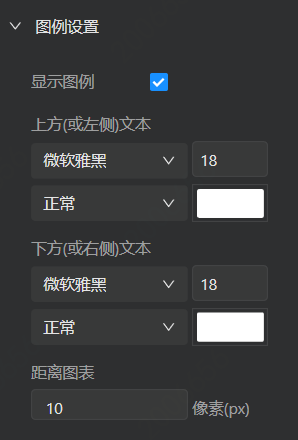 图例设置
显示图例
上方(或左侧)文本
微软雅黑 18
正常
下方(或右侧)文本
微软雅黑 18
正常
距离图表
10 像素(px)